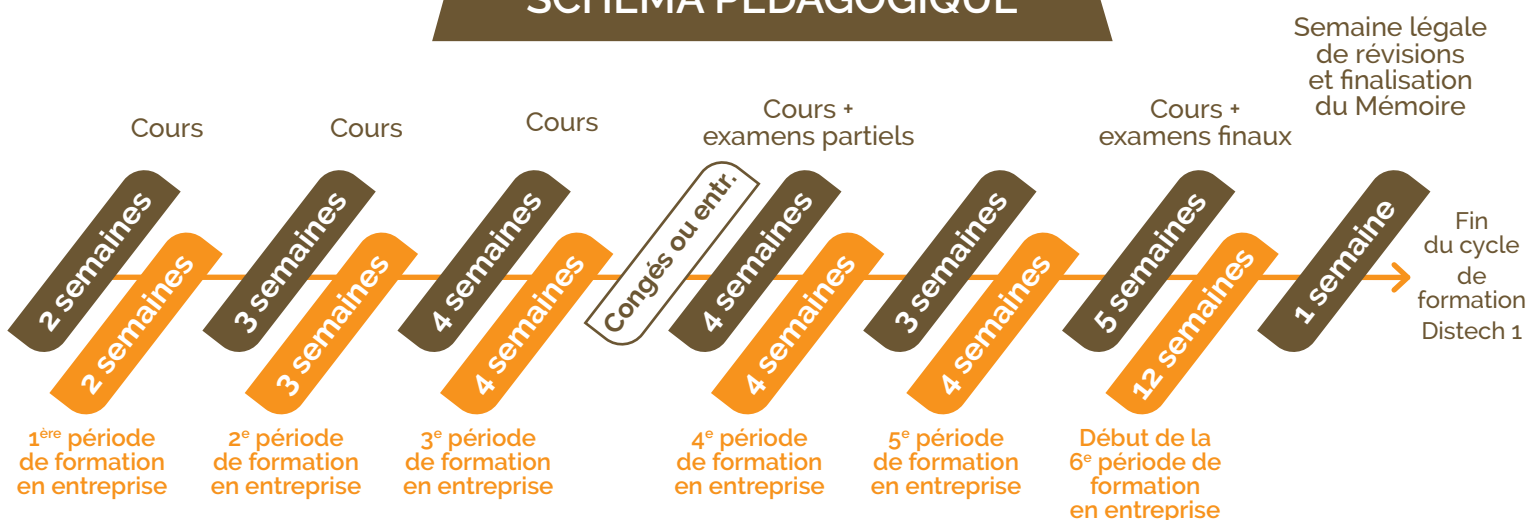 SCHÉMA PÉDAGOGIQUE
Semaine légale
de révisions
et finalisation
du Mémoire
Cours
Cours
Cours
Cours +
examens partiels
Cours +
examens finaux
2 semaines
2 semaines
3 semaines
3 semaines
4 semaines
4 semaines
Congés ou entr.
4 semaines
4 semaines
3 semaines
4 semaines
5 semaines
12 semaines
1 semaine
Fin
du cycle
de
formation
Distech 1
1ère période
de formation
en entreprise
2e période
de formation
en entreprise
3e période
de formation
en entreprise
4e période
de formation
en entreprise
5e période
de formation
en entreprise
Début de la
6e période de
formation
en entreprise